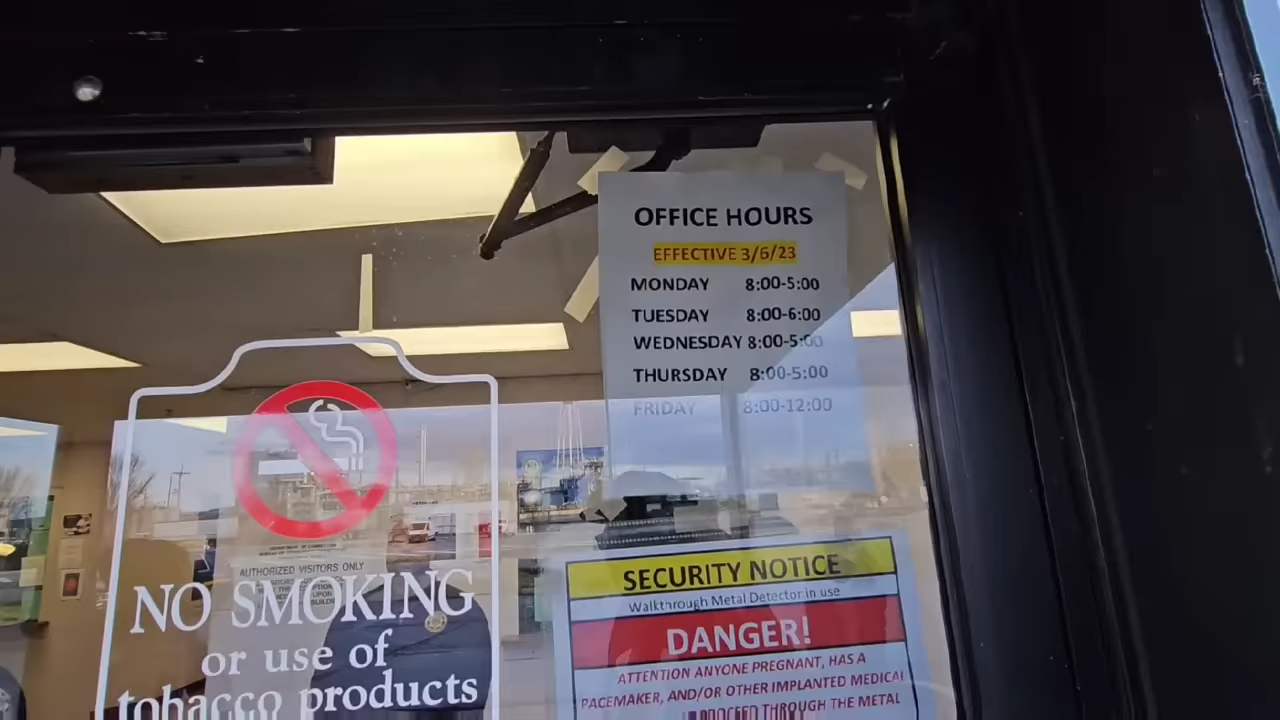 OFFICE HOURS
EFFECTIVE 3/6/23
MONDAY 8:00-5:00
TUESDAY 8:00-6:00
WEDNESDAY 8:00-5:00
THURSDAY 8:00-5:00
FRIDAY 8:00-12:00
AUTHORIZED VISITORS ONLY
NO SMOKING
or use of
tobacco products
SECURITY NOTICE
Walkthrough Metal Detector in use
DANGER!
ATTENTION ANYONE PREGNANT, HAS A
PACEMAKER, AND/OR OTHER IMPLANTED MEDICAL
PROCEED THROUGH THE METAL